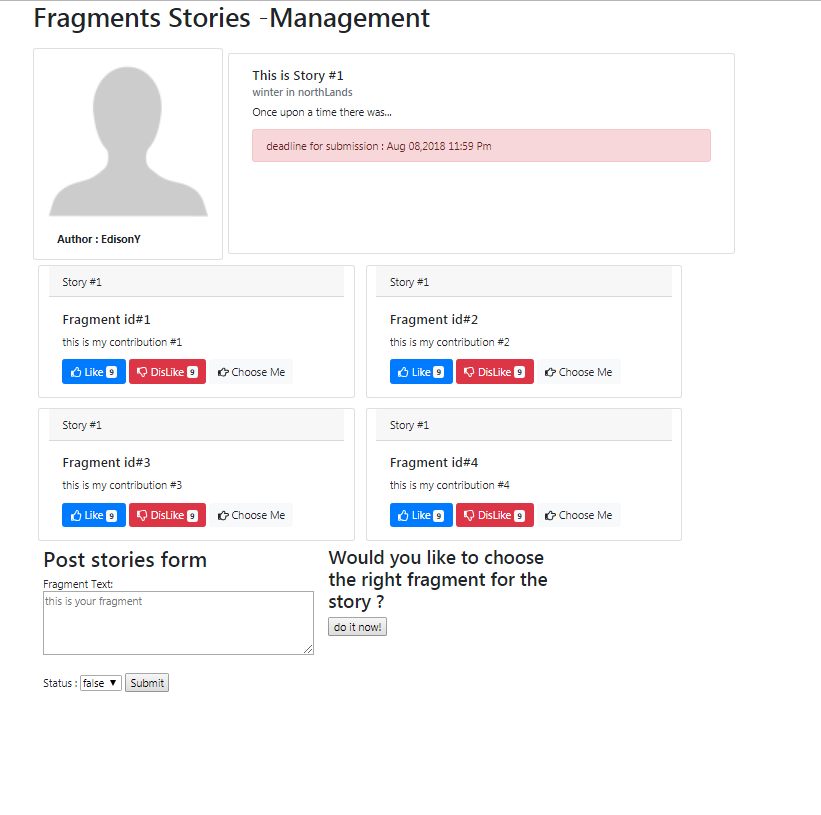 Fragments Stories -Management
Author : EdisonY
This is Story #1
winter in northLands
Once upon a time there was...
deadline for submission : Aug 08,2018 11:59 Pm
Story #1
Fragment id#1
this is my contribution #1
Like 9 DisLike 9 Choose Me
Story #1
Fragment id#2
this is my contribution #2
Like 9 DisLike 9 Choose Me
Story #1
Fragment id#3
this is my contribution #3
Like 9 DisLike 9 Choose Me
Story #1
Fragment id#4
this is my contribution #4
Like 9 DisLike 9 Choose Me
Post stories form
Fragment Text:
this is your fragment
Status : false Submit
Would you like to choose
the right fragment for the
story ?
do it now!